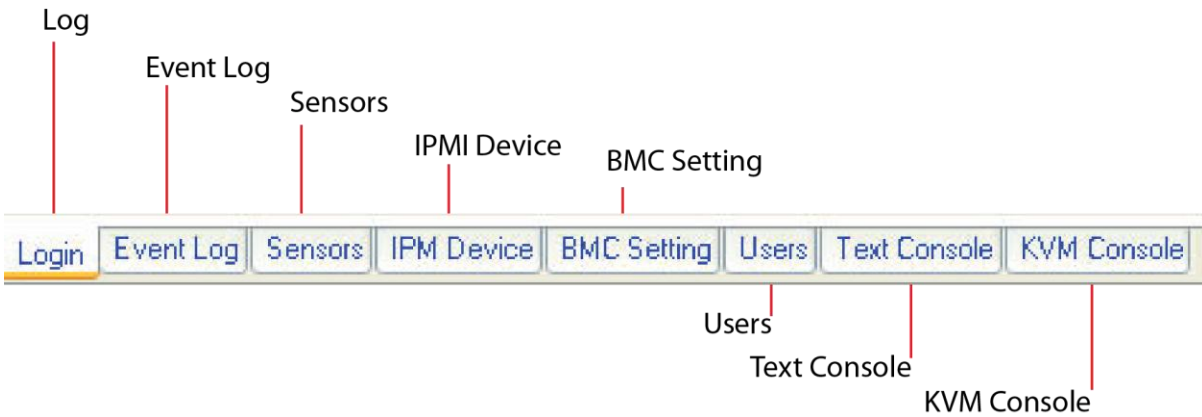 Log
Event Log
Sensors
IPMI Device
BMC Setting
Login Event Log Sensors IPM Device BMC Setting Users Text Console KVM Console
Users
Text Console
KVM Console